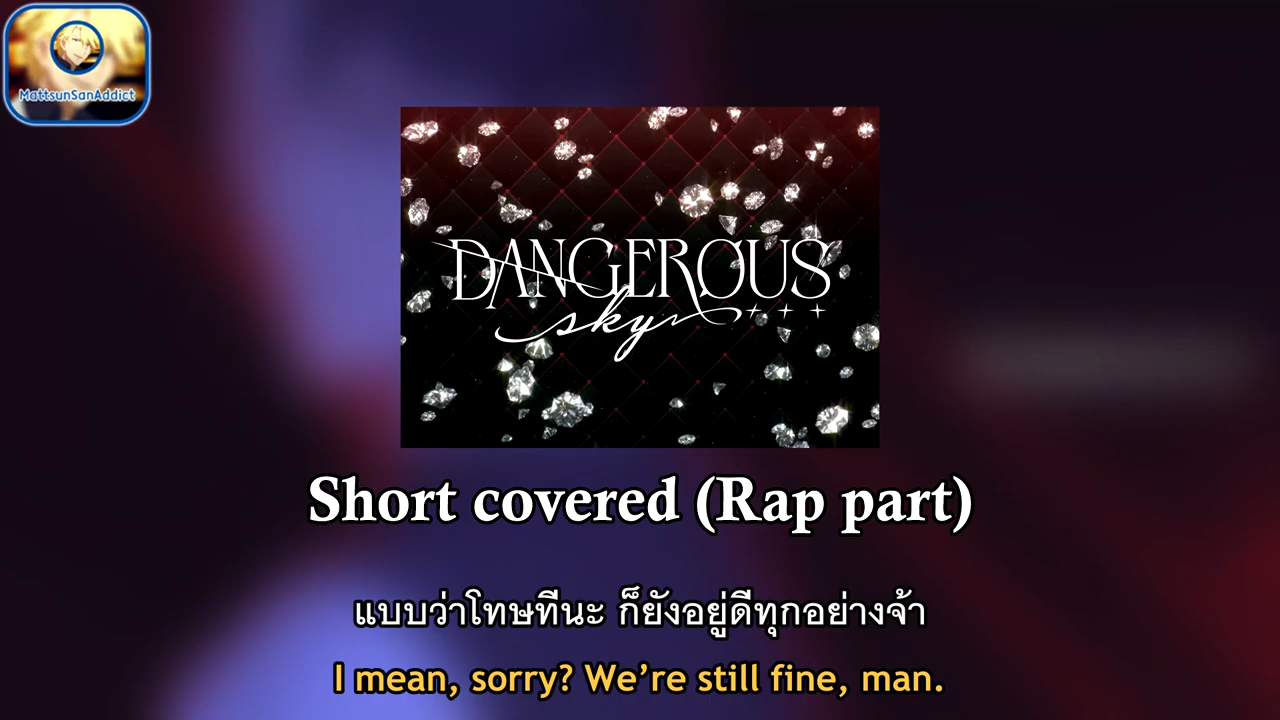 MattsunSanAddict
DANGEROUS
sky
Short covered (Rap part)
แบบว่าโทษทีนะ ก็ยังอยู่ดีทุกอย่างจ้า
I mean, sorry? We’re still fine, man.